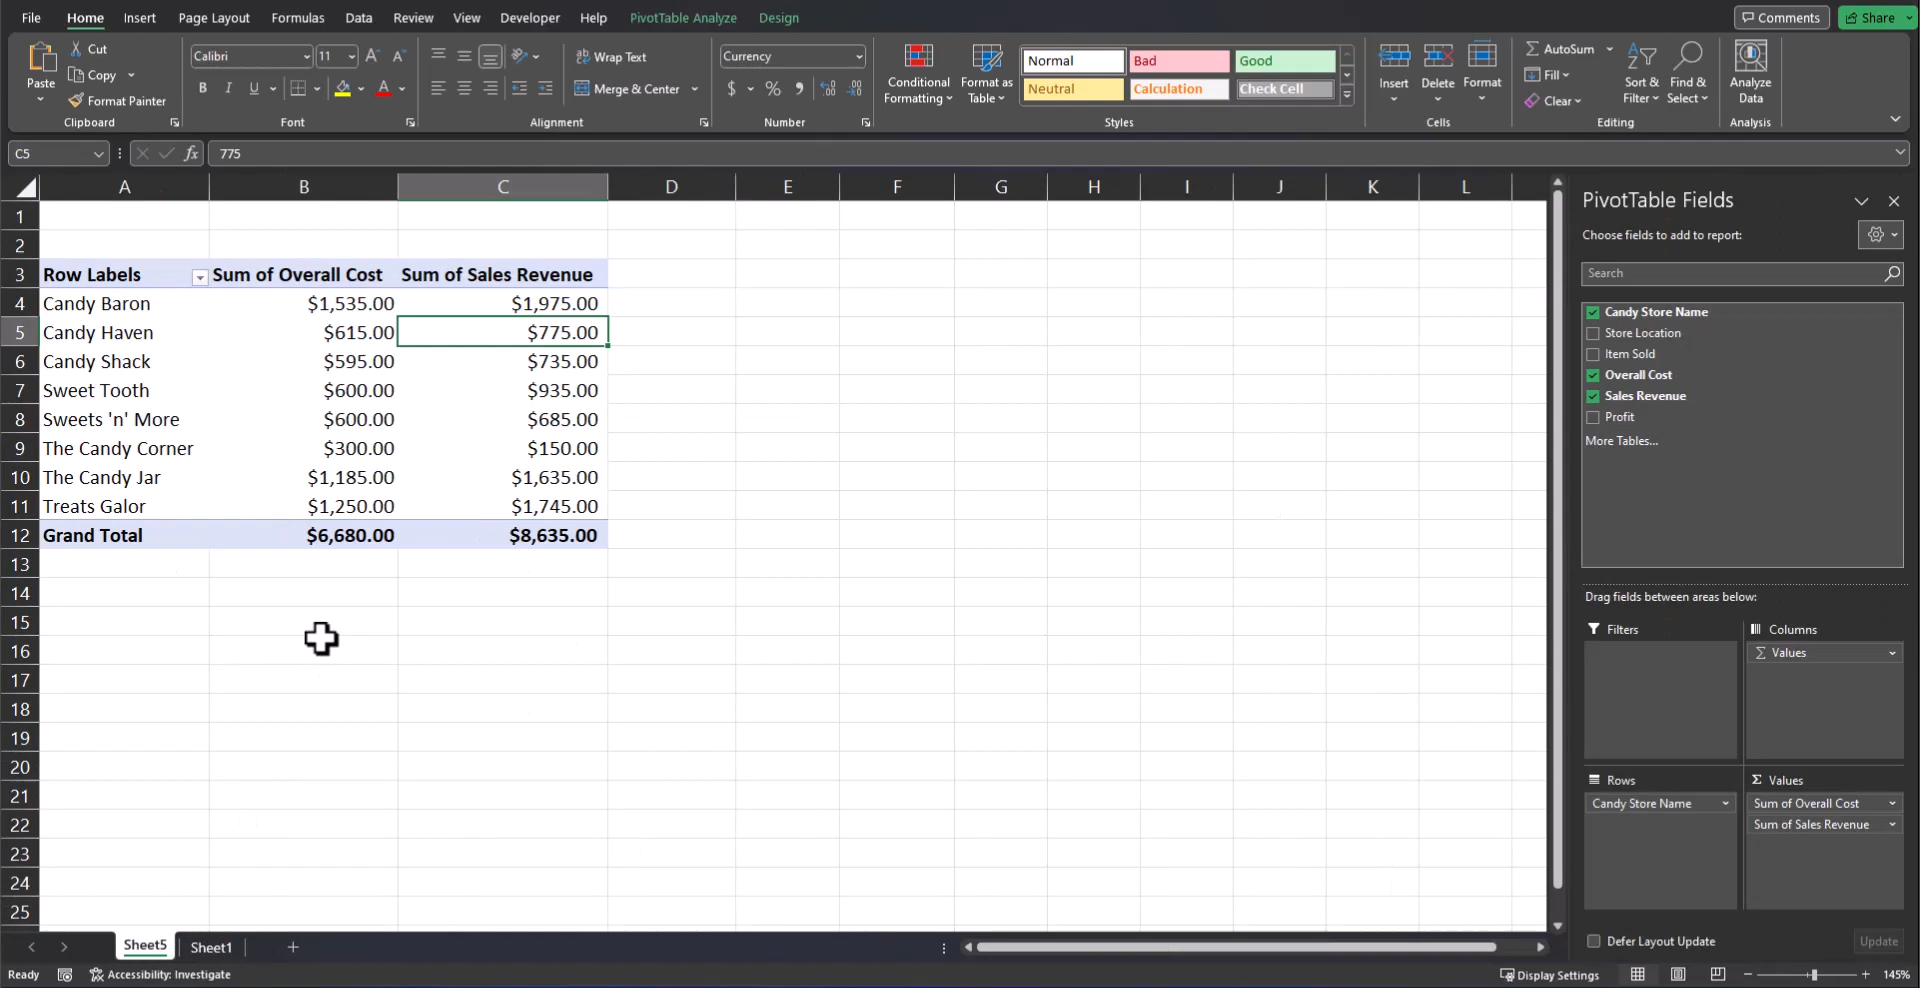 File Home Insert Page Layout Formulas Data Review View Developer Help PivotTable Analyze Design Comments Share
Paste
Cut
Copy
Format Painter
Clipboard
Calibri 11
B I U
Font
Wrap Text
Merge & Center
Alignment
Currency
$ % 9
Number
Conditional
Formatting
Format as
Table
Normal Bad Good
Neutral Calculation Check Cell
Styles
Insert Delete Format
Cells
AutoSum
Fill
Clear
Sort &
Filter
Find &
Select
Editing
Analyze
Data
Analysis
C5 fx 775
A B C D E F G H I J K L
1
2
3 Row Labels Sum of Overall Cost Sum of Sales Revenue
4 Candy Baron $1,535.00 $1,975.00
5 Candy Haven $615.00 $775.00
6 Candy Shack $595.00 $735.00
7 Sweet Tooth $600.00 $935.00
8 Sweets 'n' More $600.00 $685.00
9 The Candy Corner $300.00 $150.00
10 The Candy Jar $1,185.00 $1,635.00
11 Treats Galor $1,250.00 $1,745.00
12 Grand Total $6,680.00 $8,635.00
13
14
15
16
17
18
19
20
21
22
23
24
25
PivotTable Fields
Choose fields to add to report:
Search
Candy Store Name
Store Location
Item Sold
Overall Cost
Sales Revenue
Profit
More Tables...
Drag fields between areas below:
Filters
Columns
Σ Values
Rows
Candy Store Name
Σ Values
Sum of Overall Cost
Sum of Sales Revenue
Defer Layout Update Update
Sheet5 Sheet1
Ready Accessibility: Investigate Display Settings 145%